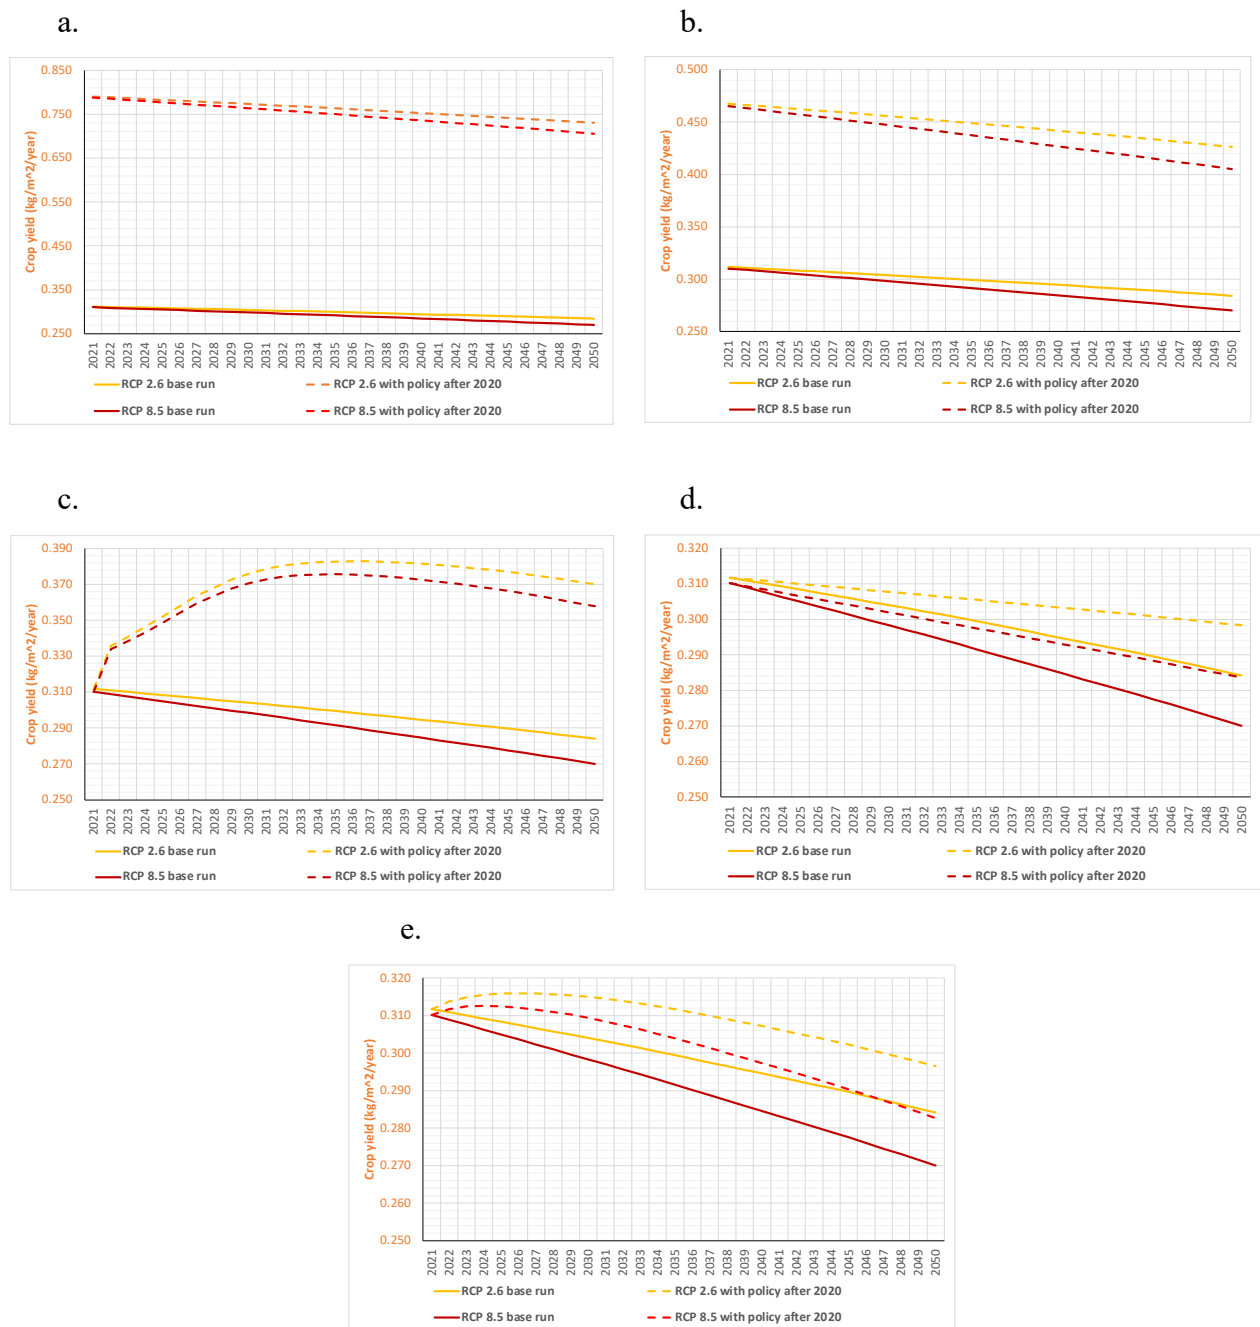 a.
Crop yield (kg/m^2/year)
0.850
0.750
0.650
0.550
0.450
0.350
0.250
2021 2022 2023 2024 2025 2026 2027 2028 2029 2030 2031 2032 2033 2034 2035 2036 2037 2038 2039 2040 2041 2042 2043 2044 2045 2046 2047 2048 2049 2050
RCP 2.6 base run RCP 2.6 with policy after 2020
RCP 8.5 base run RCP 8.5 with policy after 2020
b.
Crop yield (kg/m^2/year)
0.500
0.450
0.400
0.350
0.300
0.250
2021 2022 2023 2024 2025 2026 2027 2028 2029 2030 2031 2032 2033 2034 2035 2036 2037 2038 2039 2040 2041 2042 2043 2044 2045 2046 2047 2048 2049 2050
RCP 2.6 base run RCP 2.6 with policy after 2020
RCP 8.5 base run RCP 8.5 with policy after 2020
c.
Crop yield (kg/m^2/year)
0.390
0.370
0.350
0.330
0.310
0.290
0.270
0.250
2021 2022 2023 2024 2025 2026 2027 2028 2029 2030 2031 2032 2033 2034 2035 2036 2037 2038 2039 2040 2041 2042 2043 2044 2045 2046 2047 2048 2049 2050
RCP 2.6 base run RCP 2.6 with policy after 2020
RCP 8.5 base run RCP 8.5 with policy after 2020
d.
Crop yield (kg/m^2/year)
0.320
0.310
0.300
0.290
0.280
0.270
0.260
0.250
2021 2022 2023 2024 2025 2026 2027 2028 2029 2030 2031 2032 2033 2034 2035 2036 2037 2038 2039 2040 2041 2042 2043 2044 2045 2046 2047 2048 2049 2050
RCP 2.6 base run RCP 2.6 with policy after 2020
RCP 8.5 base run RCP 8.5 with policy after 2020
e.
Crop yield (kg/m^2/year)
0.320
0.310
0.300
0.290
0.280
0.270
0.260
0.250
2021 2022 2023 2024 2025 2026 2027 2028 2029 2030 2031 2032 2033 2034 2035 2036 2037 2038 2039 2040 2041 2042 2043 2044 2045 2046 2047 2048 2049 2050
RCP 2.6 base run RCP 2.6 with policy after 2020
RCP 8.5 base run RCP 8.5 with policy after 2020